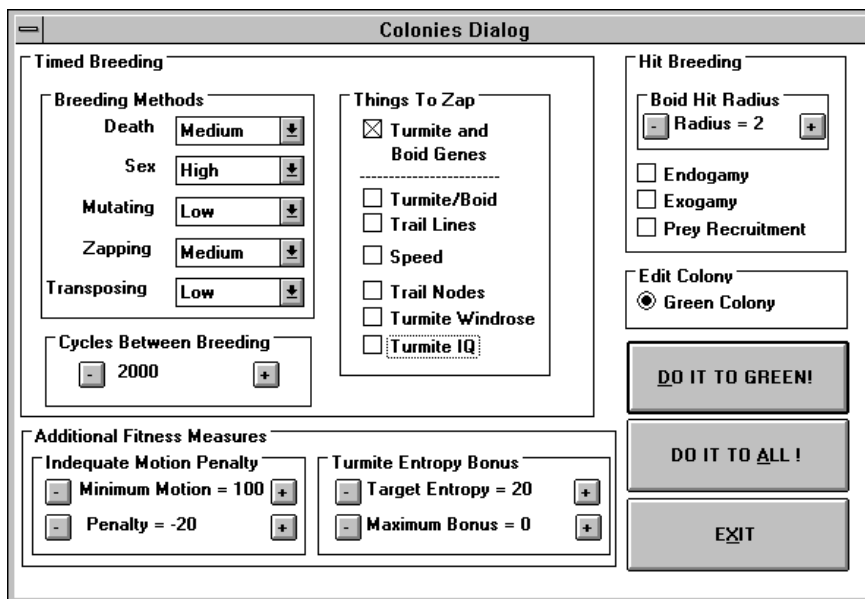 Colonies Dialog
Timed Breeding
Breeding Methods
Death Medium
Sex High
Mutating Low
Zapping Medium
Transposing Low
Cycles Between Breeding
- 2000 +
Things To Zap
Turmite and
Boid Genes
Turmite/Boid
Trail Lines
Speed
Trail Nodes
Turmite Windrose
Turmite IQ
Hit Breeding
Boid Hit Radius
- Radius = 2 +
Endogamy
Exogamy
Prey Recruitment
Edit Colony
Green Colony
DO IT TO GREEN!
DO IT TO ALL !
EXIT
Additional Fitness Measures
Indequate Motion Penalty
- Minimum Motion = 100 +
- Penalty = -20 +
Turmite Entropy Bonus
- Target Entropy = 20 +
- Maximum Bonus = 0 +